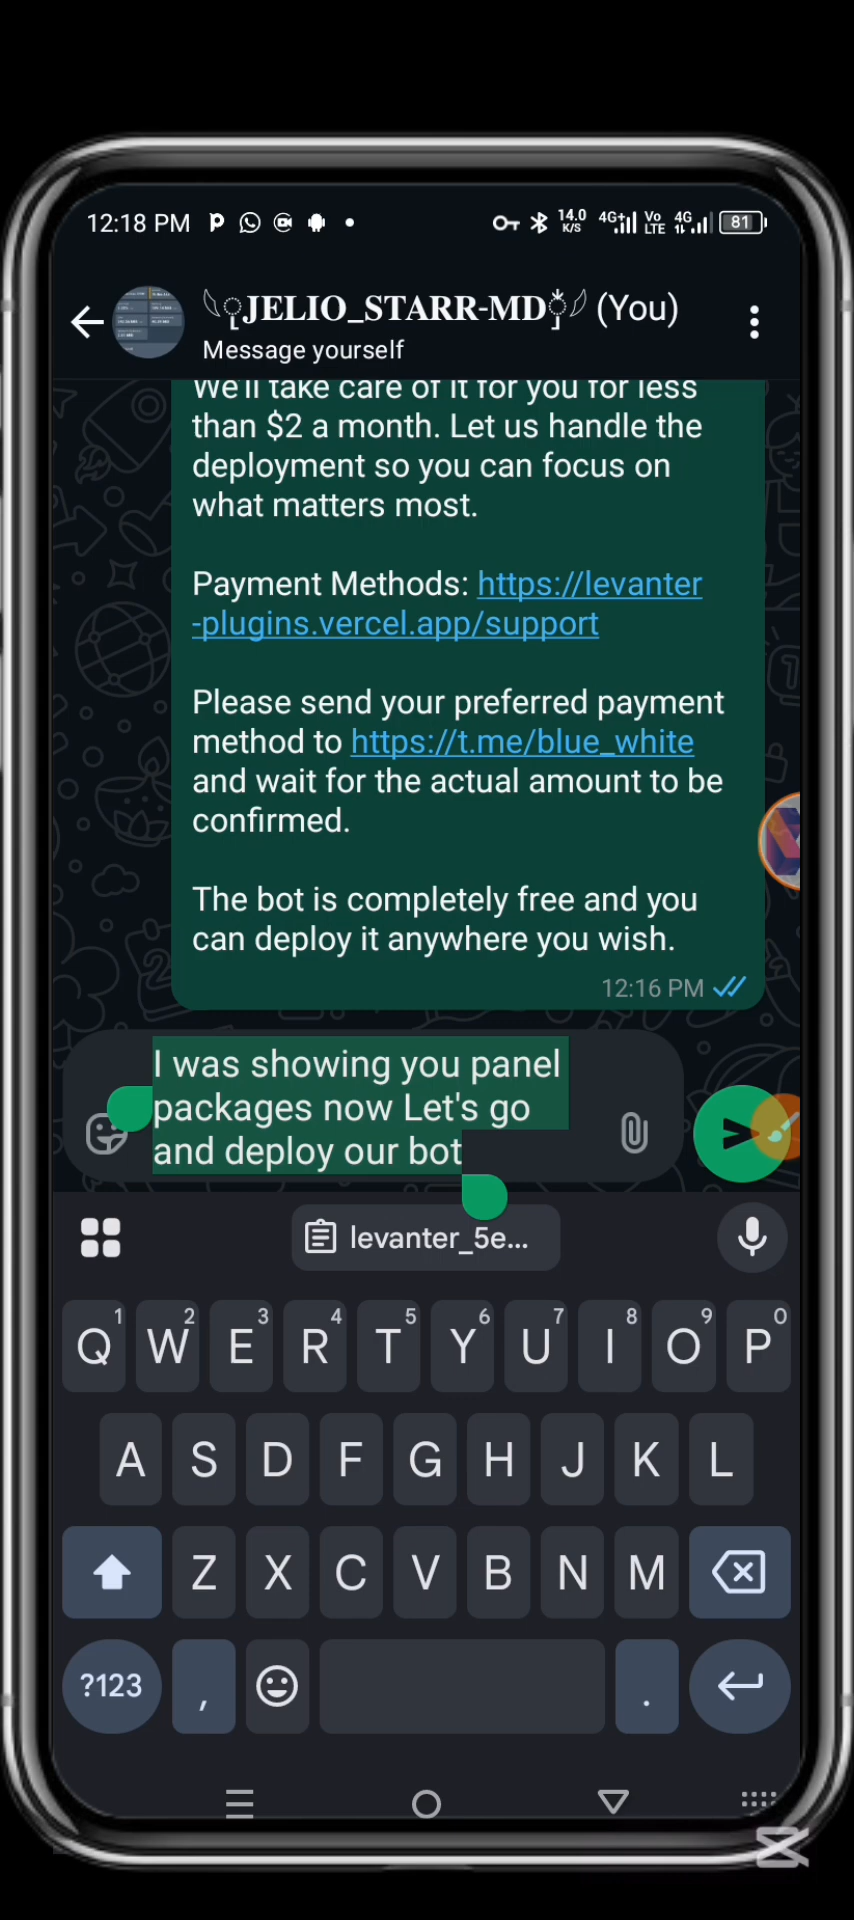 12:18 PM
14.0
K/S
4G+
Vo
LTE
4G
81
JELIO_STARR-MD (You)
Message yourself
We'll take care of it for you for less
than $2 a month. Let us handle the
deployment so you can focus on
what matters most.
Payment Methods: https://levanter
-plugins.vercel.app/support
Please send your preferred payment
method to https://t.me/blue_white
and wait for the actual amount to be
confirmed.
The bot is completely free and you
can deploy it anywhere you wish.
12:16 PM
I was showing you panel
packages now Let's go
and deploy our bot
levanter_5e...
Q1 W2 E3 R4 T5 Y6 U7 I8 O9 P0
A S D F G H J K L
Z X C V B N M
?123 , .